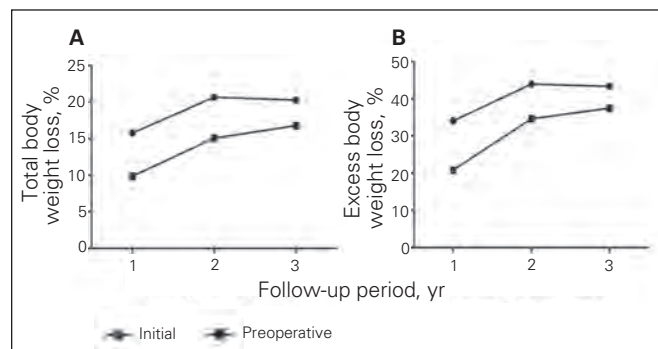 A
B
Total body
weight loss, %
25
20
15
10
5
0
1
2
3
Excess body
weight loss, %
50
40
30
20
10
0
1
2
3
Follow-up period, yr
Initial
Preoperative